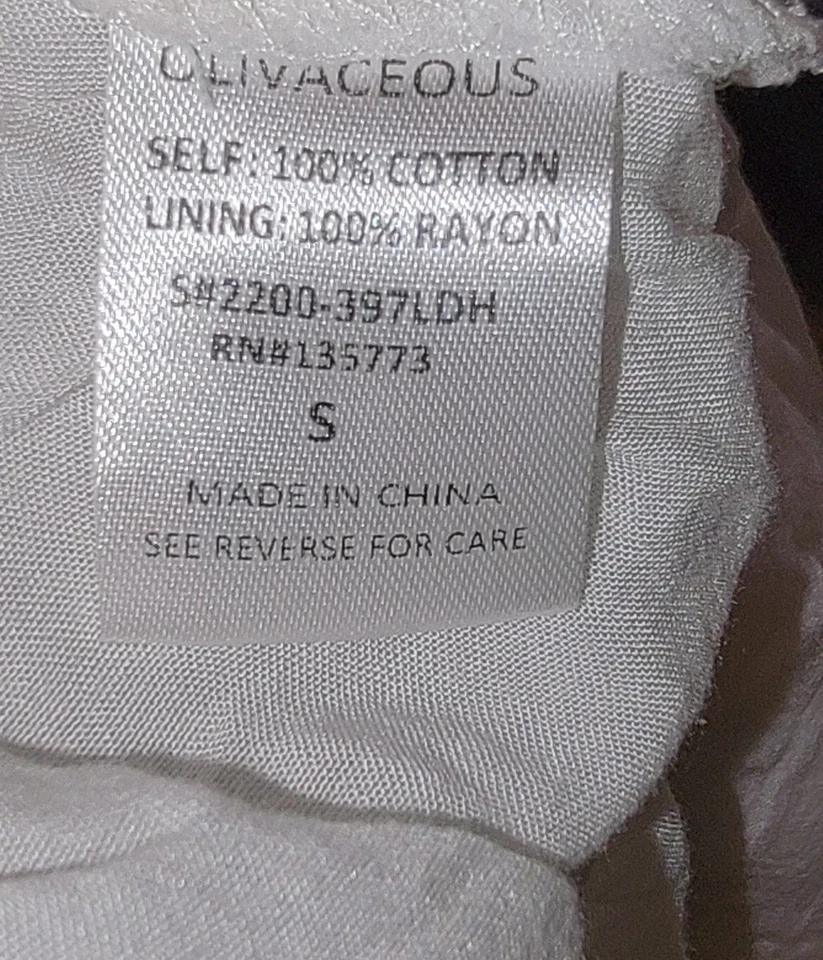 OLIVACEOUS
SELF: 100% COTTON
LINING: 100% RAYON
S#2200-397LDH
RN#135773
S
MADE IN CHINA
SEE REVERSE FOR CARE